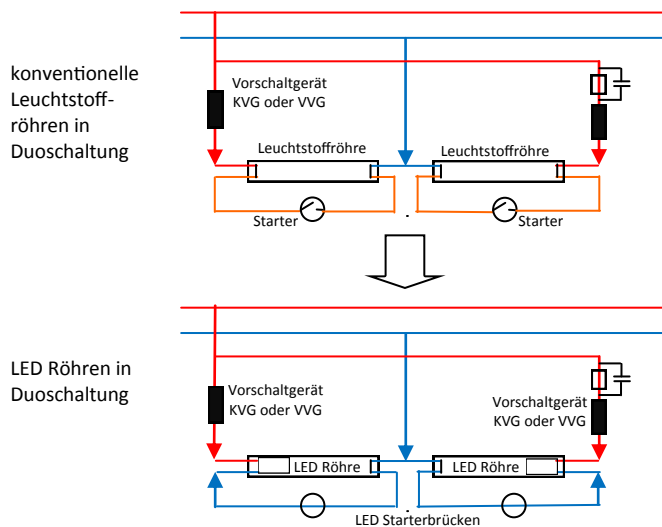 konventionelle
Leuchtstoff-
röhren in
Duoschaltung
Vorschaltgerät
KVG oder VVG
Leuchtstoffröhre
Leuchtstoffröhre
Starter
Starter
LED Röhren in
Duoschaltung
Vorschaltgerät
KVG oder VVG
Vorschaltgerät
KVG oder VVG
LED Röhre
LED Röhre
LED Starterbrücken